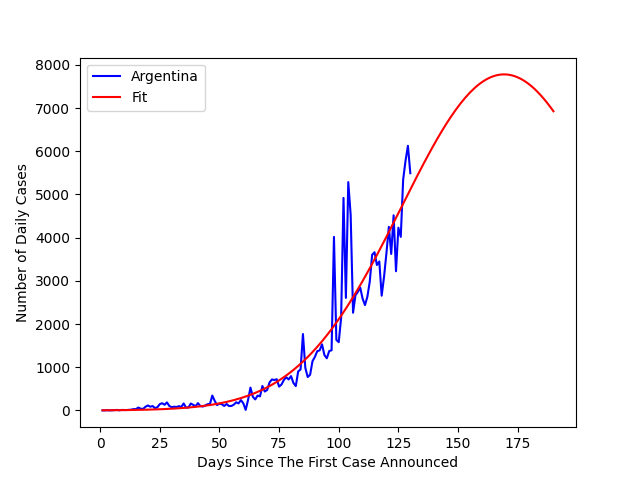 Argentina
Fit
Number of Daily Cases
8000
7000
6000
5000
4000
3000
2000
1000
0
0 25 50 75 100 125 150 175
Days Since The First Case Announced